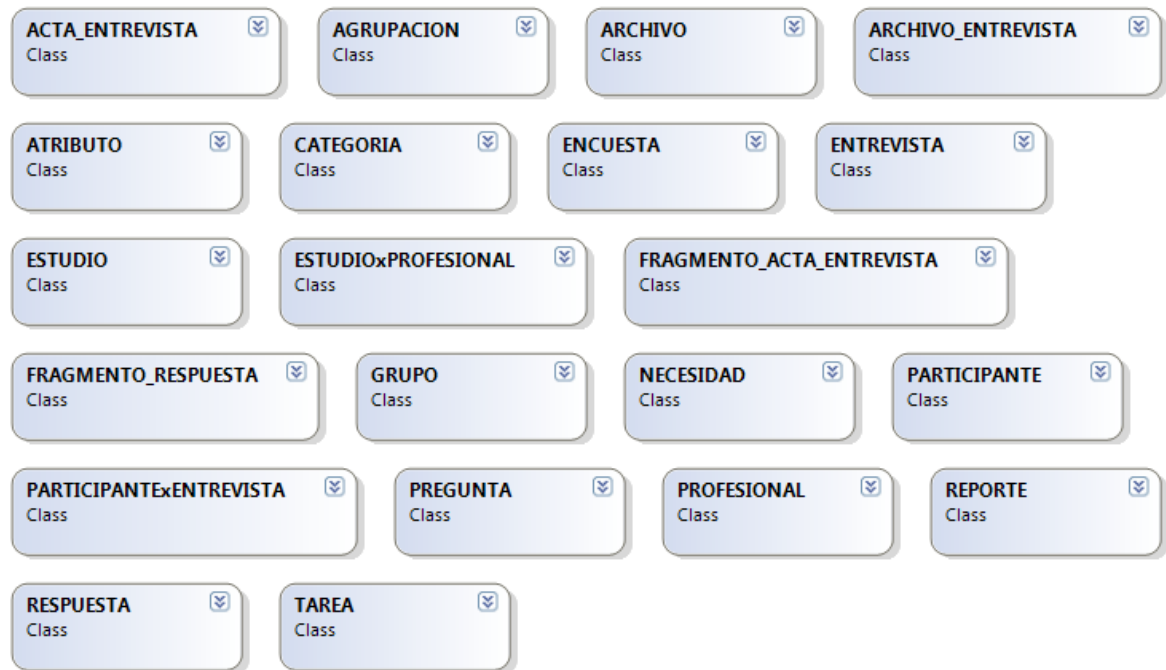 ACTA_ENTREVISTA
Class
AGRUPACION
Class
ARCHIVO
Class
ARCHIVO_ENTREVISTA
Class
ATRIBUTO
Class
CATEGORIA
Class
ENCUESTA
Class
ENTREVISTA
Class
ESTUDIO
Class
ESTUDIOxPROFESIONAL
Class
FRAGMENTO_ACTA_ENTREVISTA
Class
FRAGMENTO_RESPUESTA
Class
GRUPO
Class
NECESIDAD
Class
PARTICIPANTE
Class
PARTICIPANTExENTREVISTA
Class
PREGUNTA
Class
PROFESIONAL
Class
REPORTE
Class
RESPUESTA
Class
TAREA
Class